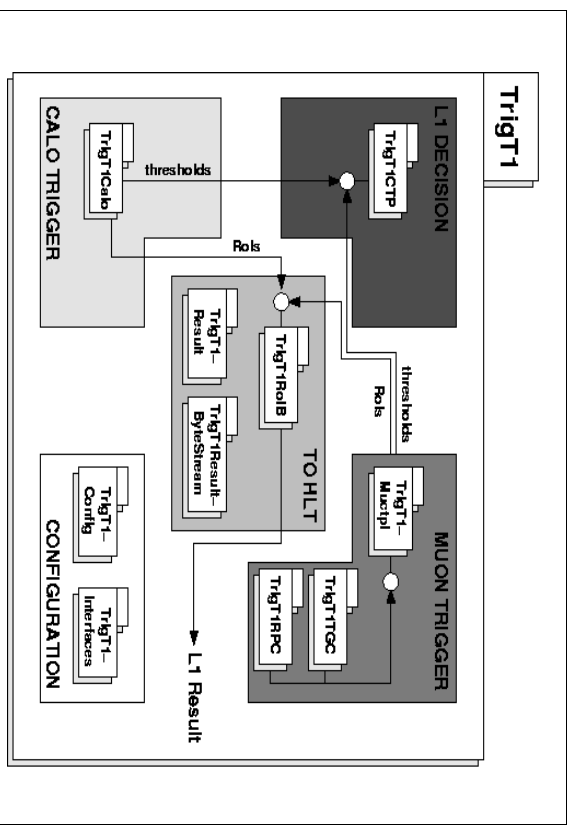 TrigT1
L1 DECISION
TrigT1CTP
CALO TRIGGER
TrigT1Calo
thresholds
RoIs
TrigT1RoIB
TrigT1–
Result
TrigT1Result–
ByteStream
TO HLT
thresholds
RoIs
MUON TRIGGER
TrigT1–
MuctpI
TrigT1TGC
TrigT1RPC
L1 Result
TrigT1–
Config
TrigT1–
Interfaces
CONFIGURATION